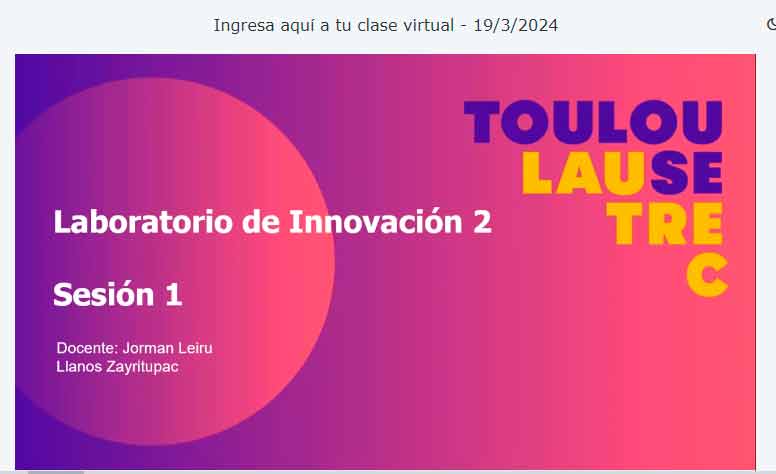 Ingresa aquí a tu clase virtual - 19/3/2024
TOULOU
LAUSE
TRE
C
Laboratorio de Innovación 2
Sesión 1
Docente: Jorman Leiru
Llanos Zayritupac